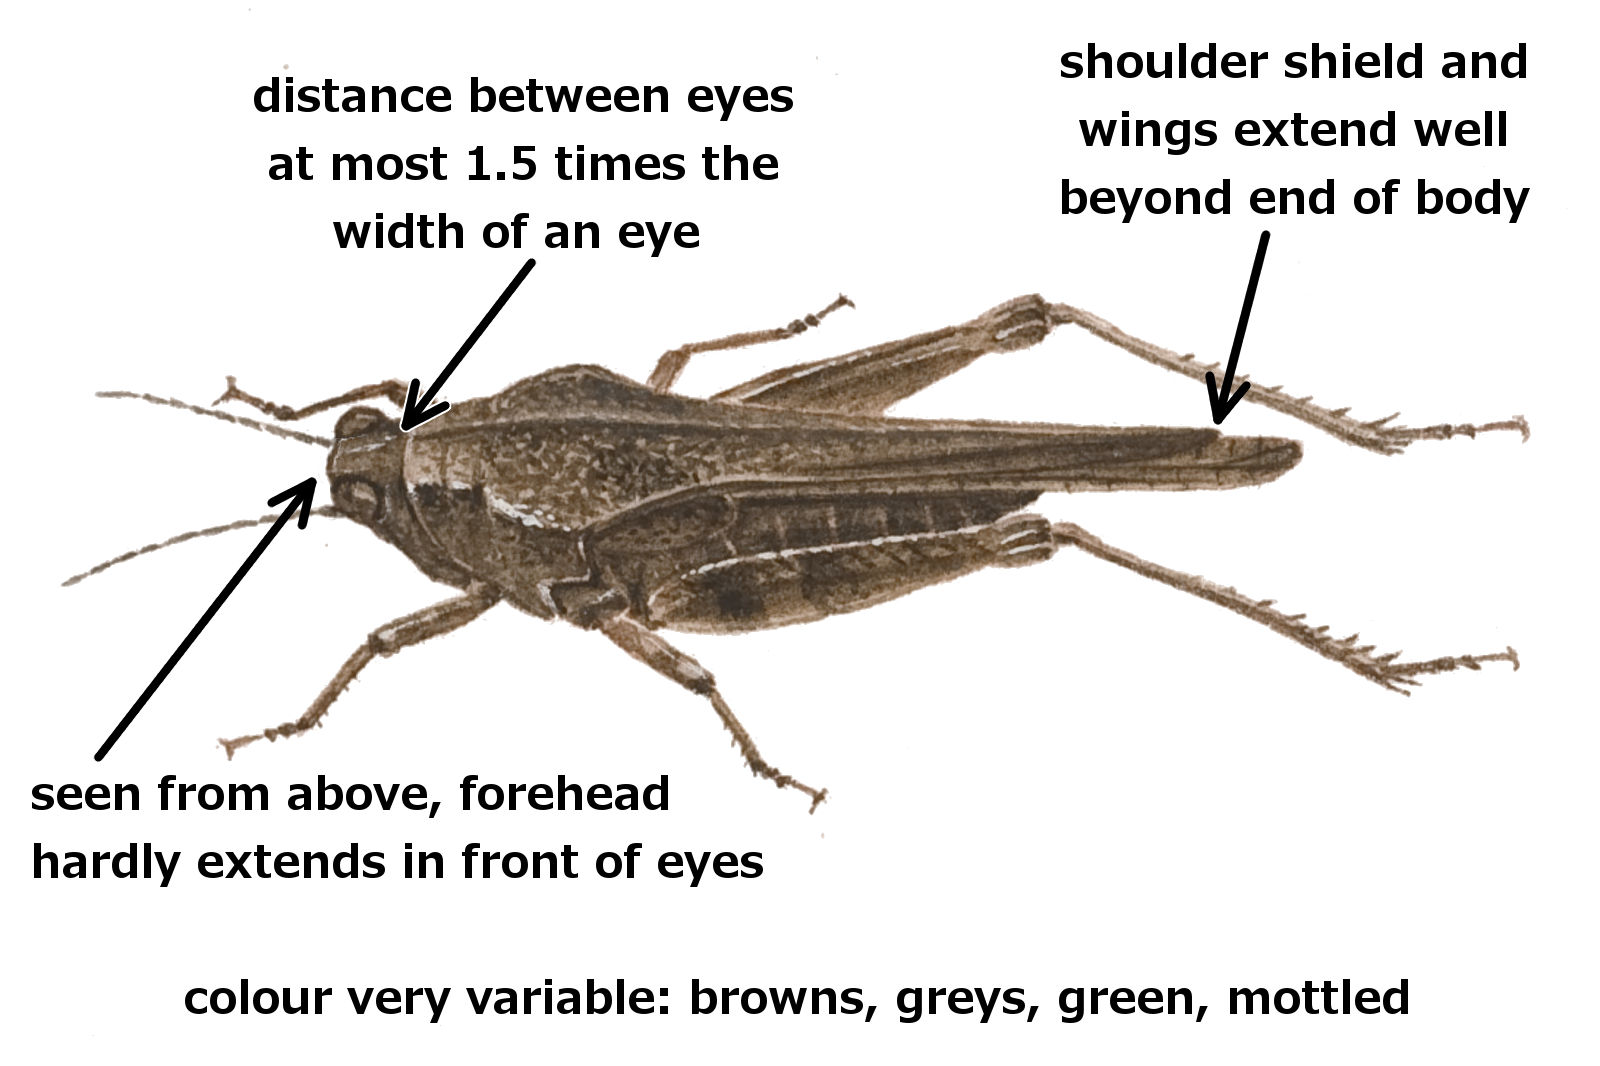 distance between eyes
at most 1.5 times the
width of an eye
shoulder shield and
wings extend well
beyond end of body
seen from above, forehead
hardly extends in front of eyes
colour very variable: browns, greys, green, mottled